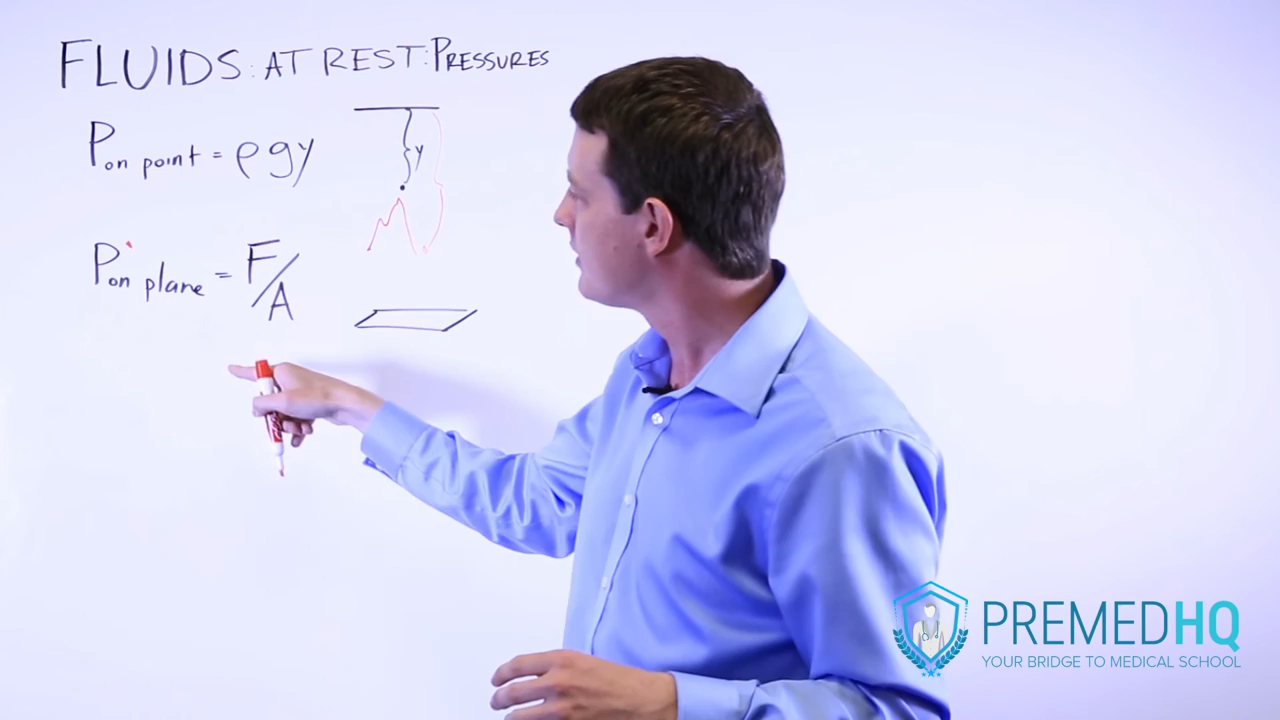 FLUIDS: AT REST: PRESSURES
P on point = ρgy
y
P on plane = F/A
PREMEDHQ
YOUR BRIDGE TO MEDICAL SCHOOL